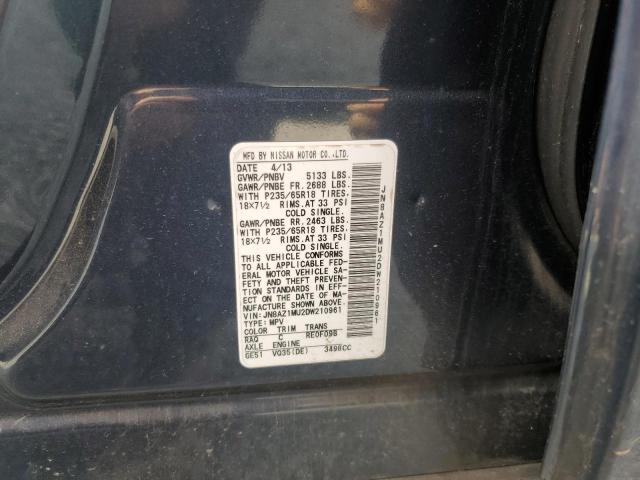 MFD BY NISSAN MOTOR CO.,LTD.
DATE 4/13
GVWR/PNBV 5133 LBS.
GAWR/PNBE FR. 2688 LBS.
WITH P235/65R18 TIRES,
18×7½ RIMS, AT 33 PSI
COLD SINGLE.
GAWR/PNBE RR. 2463 LBS.
WITH P235/65R18 TIRES,
18×7½ RIMS, AT 33 PSI
COLD SINGLE.
THIS VEHICLE CONFORMS
TO ALL APPLICABLE FED-
ERAL MOTOR VEHICLE SA-
FETY AND THEFT PREVEN-
TION STANDARDS IN EFF-
ECT ON THE DATE OF MA-
NUFACTURE SHOWN ABOVE.
VIN: JN8AZ1MU2DW210961
TYPE: MPV
COLOR TRIM TRANS
RAQ C RE0F09B
AXLE ENGINE
GE51 VQ35(DE) 3498CC
JN8AZ1MU2DW210961